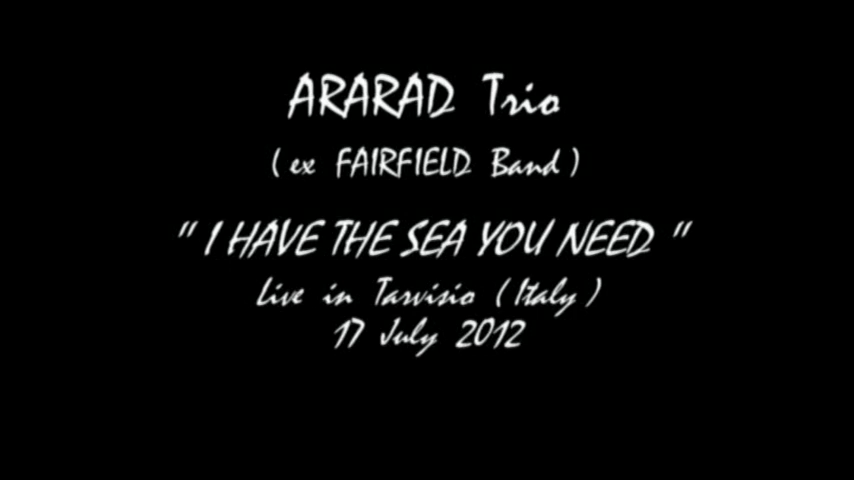 ARARAD Trio
( ex FAIRFIELD Band )
" I HAVE THE SEA YOU NEED "
Live in Tarvisio ( Italy )
17 July 2012